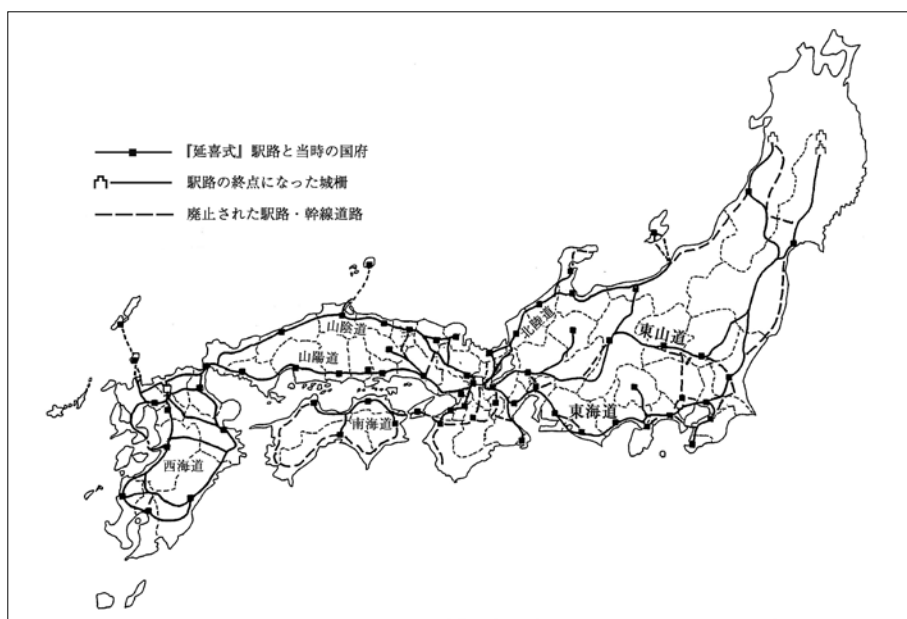 『延喜式』駅路と当時の国府
駅路の終点になった城柵
廃止された駅路・幹線道路
北陸道
東山道
山陰道
山陽道
東海道
南海道
西海道